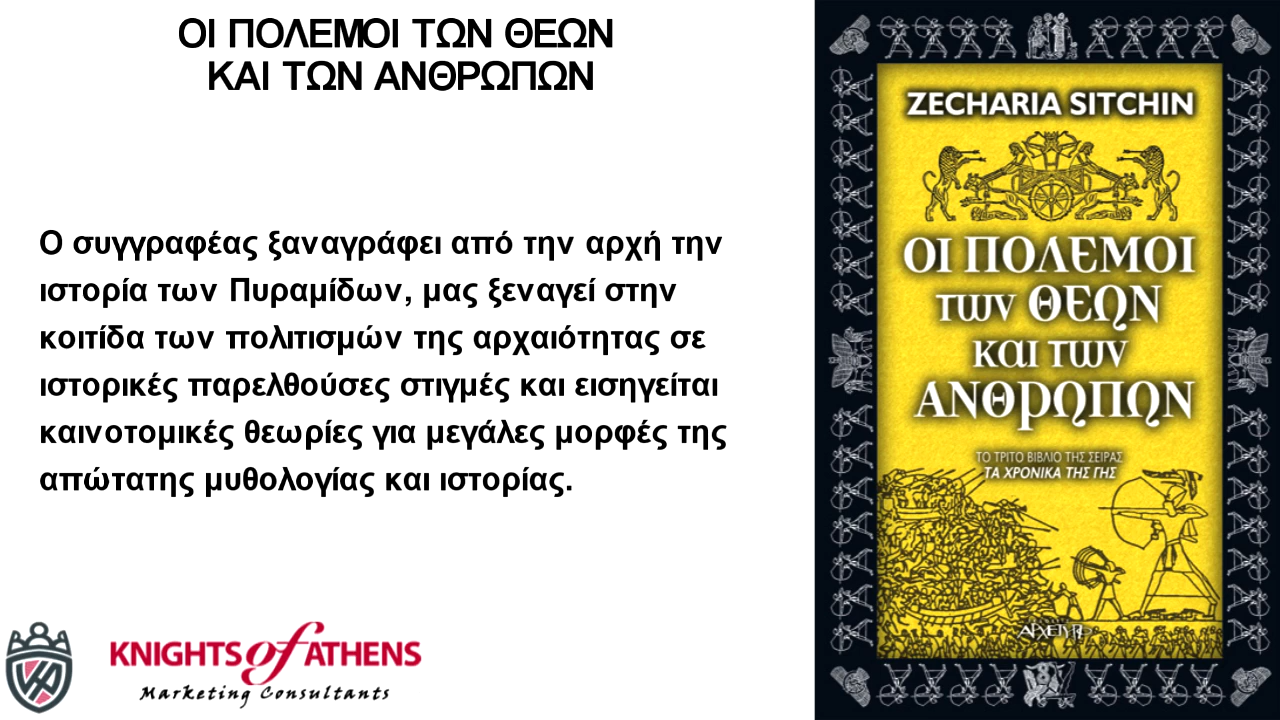 ΟΙ ΠΟΛΕΜΟΙ ΤΩΝ ΘΕΩΝ
ΚΑΙ ΤΩΝ ΑΝΘΡΩΠΩΝ
Ο συγγραφέας ξαναγράφει από την αρχή την
ιστορία των Πυραμίδων, μας ξεναγεί στην
κοιτίδα των πολιτισμών της αρχαιότητας σε
ιστορικές παρελθούσες στιγμές και εισηγείται
καινοτομικές θεωρίες για μεγάλες μορφές της
απώτατης μυθολογίας και ιστορίας.
KNIGHTS of ATHENS
Marketing Consultants
ZECHARIA SITCHIN
ΟΙ ΠΟΛΕΜΟΙ
των ΘΕΩΝ
και των
ΑΝΘΡΩΠΩΝ
ΤΟ ΤΡΙΤΟ ΒΙΒΛΙΟ ΤΗΣ ΣΕΙΡΑΣ
ΤΑ ΧΡΟΝΙΚΑ ΤΗΣ ΓΗΣ